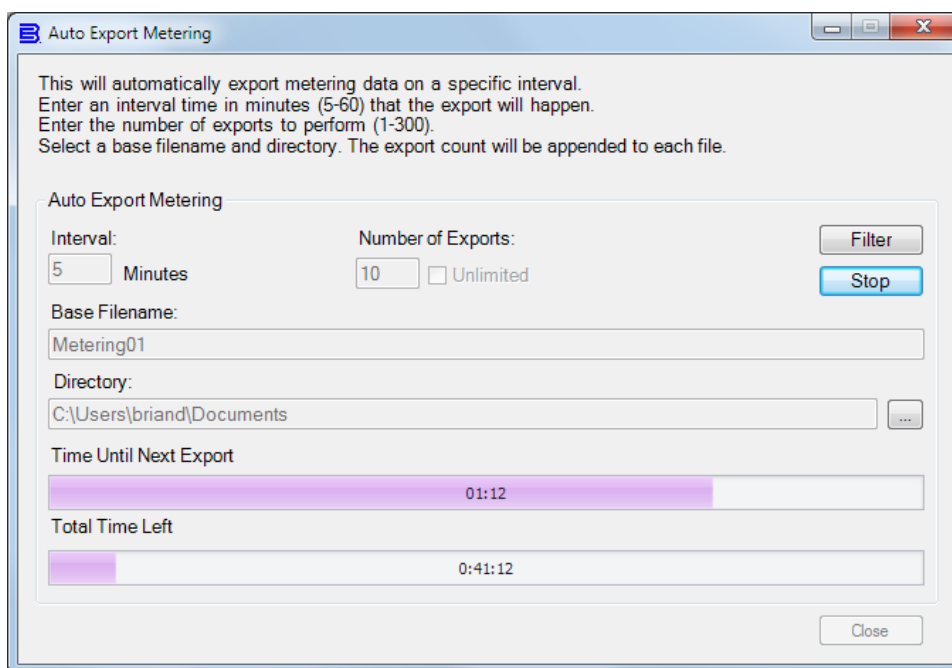 Auto Export Metering
This will automatically export metering data on a specific interval.
Enter an interval time in minutes (5-60) that the export will happen.
Enter the number of exports to perform (1-300).
Select a base filename and directory. The export count will be appended to each file.
Auto Export Metering
Interval:
Number of Exports:
Filter
5
Minutes
10
Unlimited
Stop
Base Filename:
Metering01
Directory:
C:\Users\briand\Documents
...
Time Until Next Export
01:12
Total Time Left
0:41:12
Close